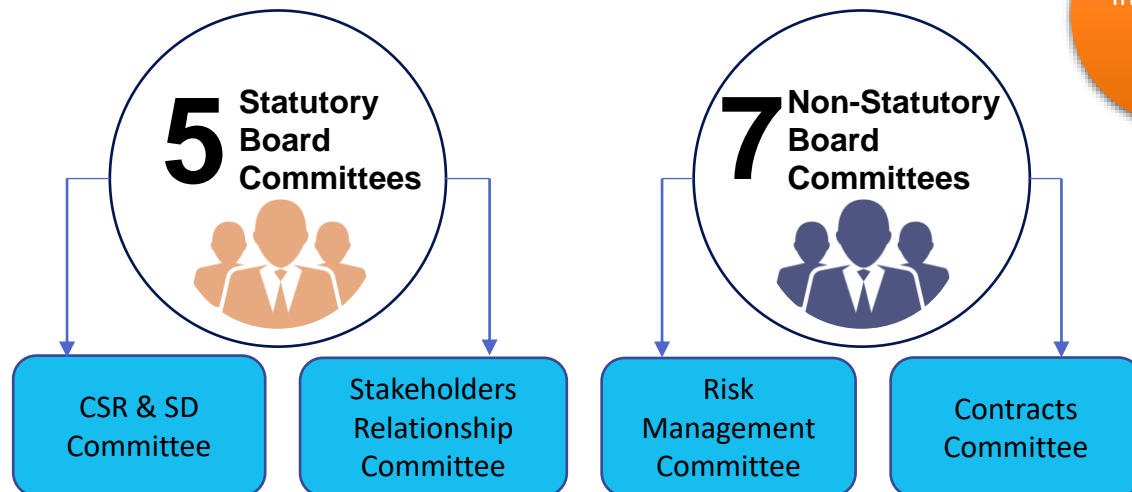 5 Statutory
Board
Committees
7 Non-Statutory
Board
Committees
CSR & SD
Committee
Stakeholders
Relationship
Committee
Risk
Management
Committee
Contracts
Committee